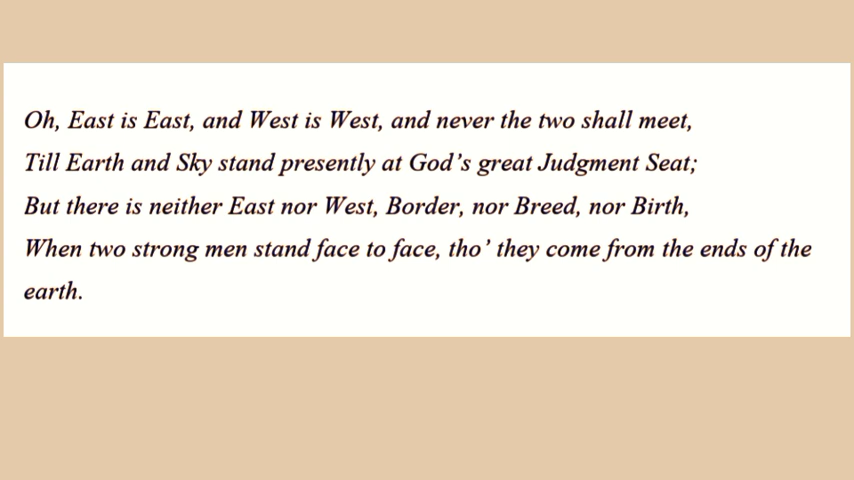 Oh, East is East, and West is West, and never the two shall meet,
Till Earth and Sky stand presently at God’s great Judgment Seat;
But there is neither East nor West, Border, nor Breed, nor Birth,
When two strong men stand face to face, tho’ they come from the ends of the
earth.